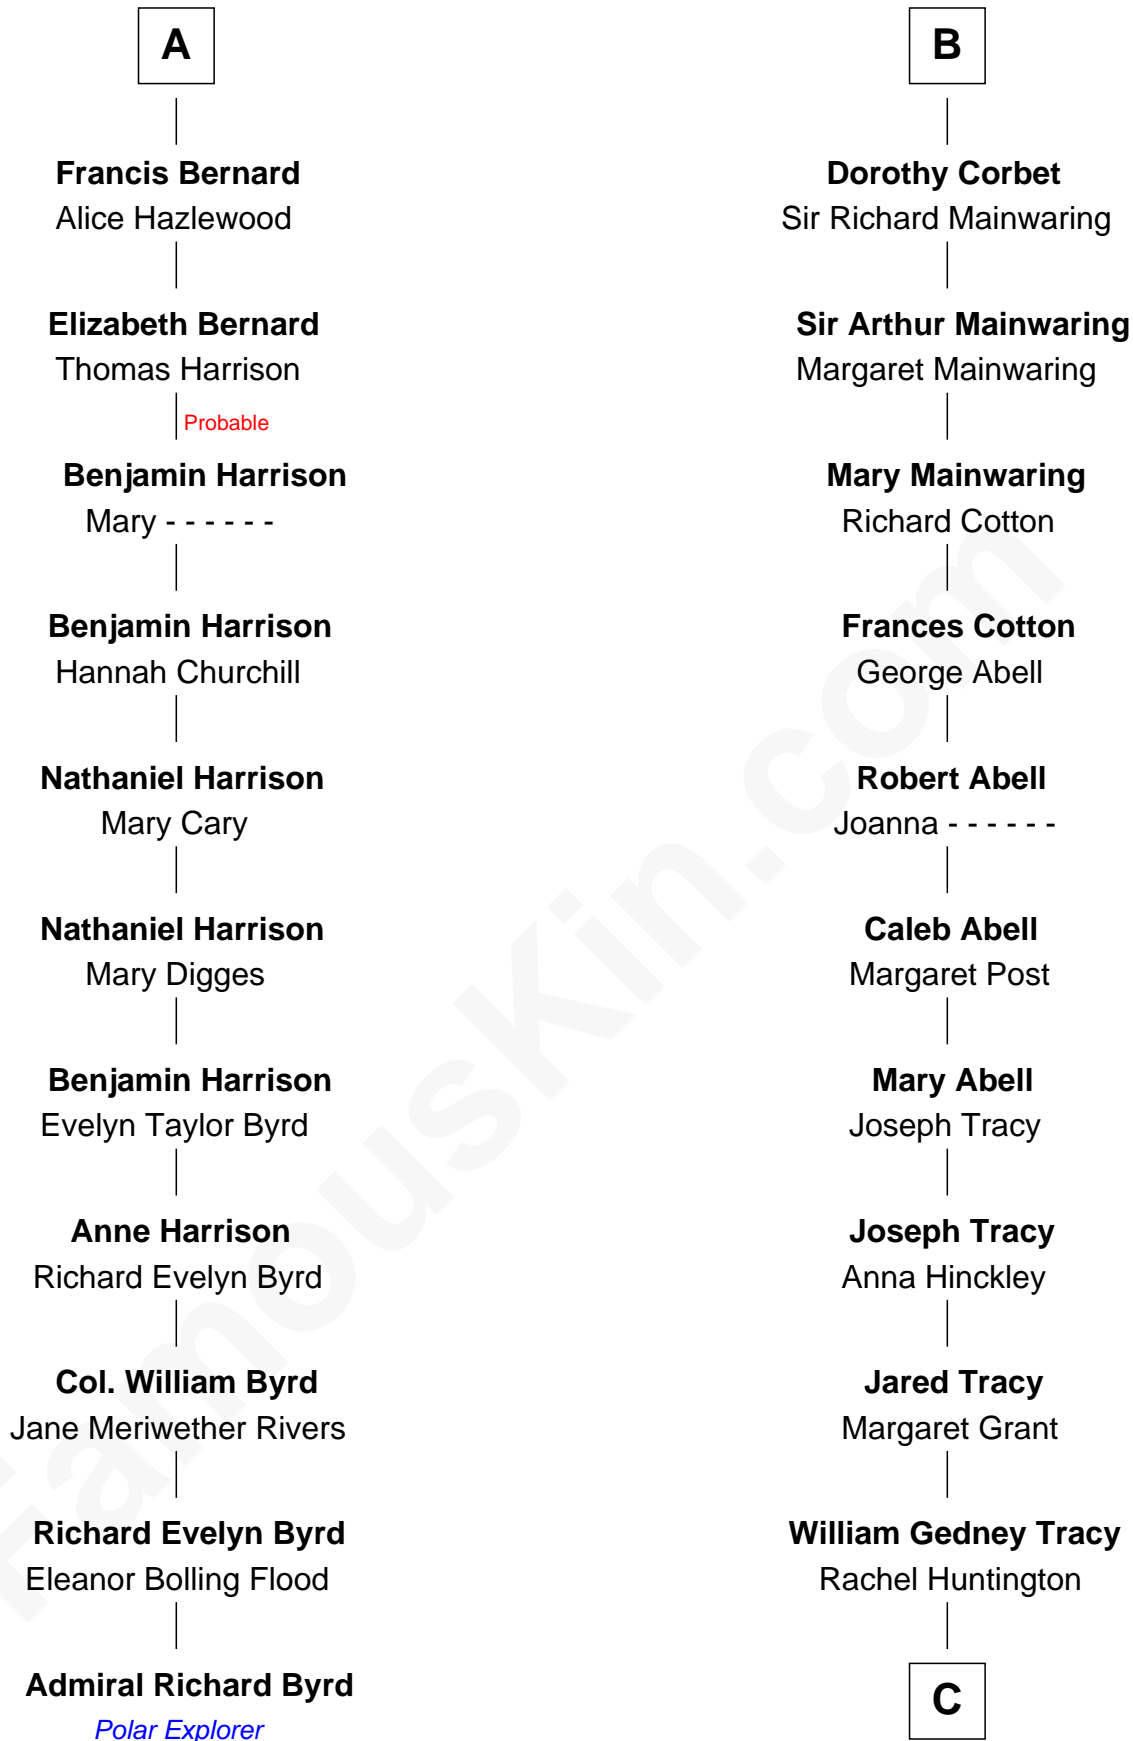 A
Francis Bernard
Alice Hazlewood
Elizabeth Bernard
Thomas Harrison
Probable
Benjamin Harrison
Mary - - - - - -
Benjamin Harrison
Hannah Churchill
Nathaniel Harrison
Mary Cary
Nathaniel Harrison
Mary Digges
Benjamin Harrison
Evelyn Taylor Byrd
Anne Harrison
Richard Evelyn Byrd
Col. William Byrd
Jane Meriwether Rivers
Richard Evelyn Byrd
Eleanor Bolling Flood
Admiral Richard Byrd
Polar Explorer
B
Dorothy Corbet
Sir Richard Mainwaring
Sir Arthur Mainwaring
Margaret Mainwaring
Mary Mainwaring
Richard Cotton
Frances Cotton
George Abell
Robert Abell
Joanna - - - - - -
Caleb Abell
Margaret Post
Mary Abell
Joseph Tracy
Joseph Tracy
Anna Hinckley
Jared Tracy
Margaret Grant
William Gedney Tracy
Rachel Huntington
C
FamousKin.com